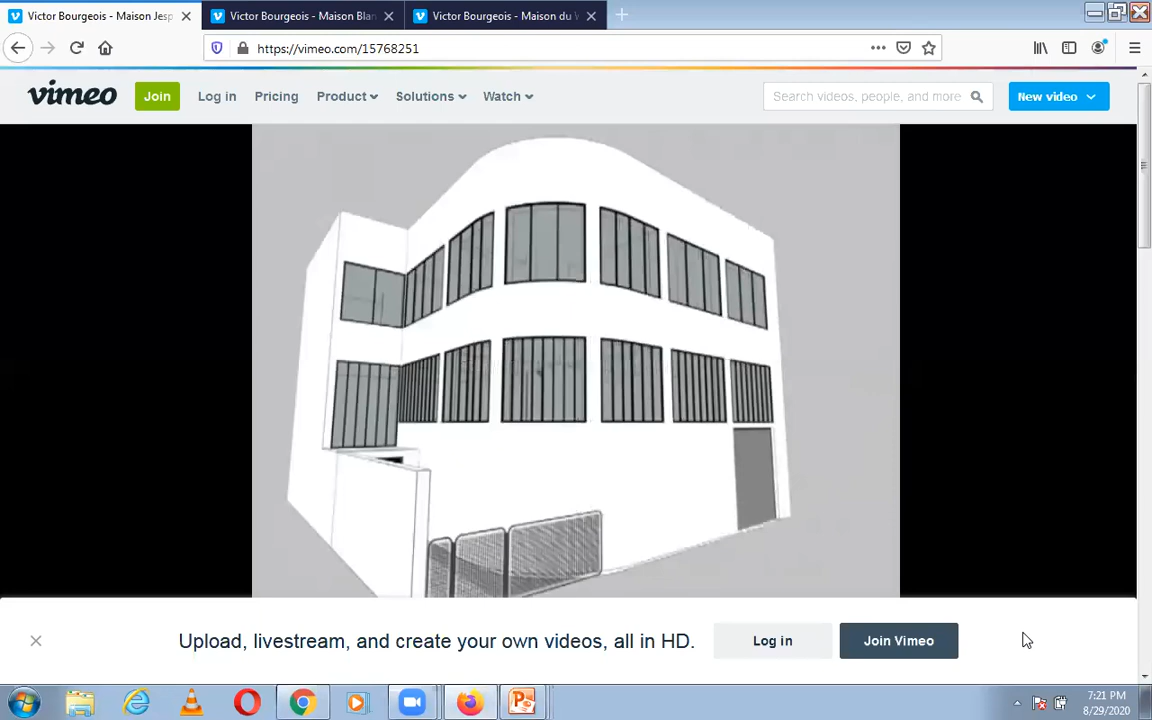 Victor Bourgeois - Maison Jesp
Victor Bourgeois - Maison Blan
Victor Bourgeois - Maison du
https://vimeo.com/15768251
vimeo Join Log in Pricing Product Solutions Watch Search videos, people, and more New video
Upload, livestream, and create your own videos, all in HD. Log in Join Vimeo
7:21 PM
8/29/2020